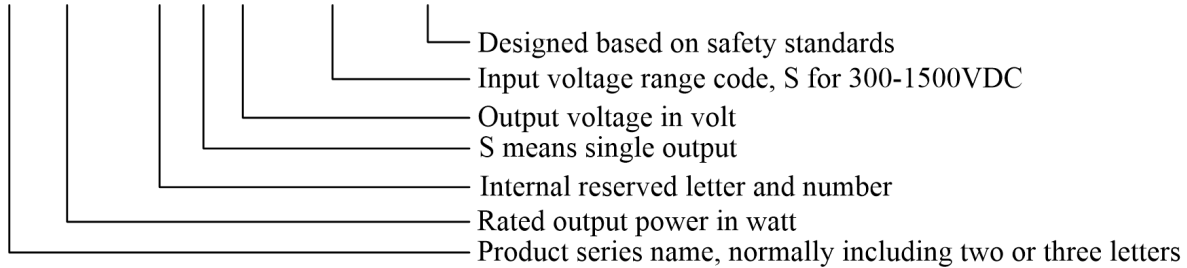 Designed based on safety standards
Input voltage range code, S for 300-1500VDC
Output voltage in volt
S means single output
Internal reserved letter and number
Rated output power in watt
Product series name, normally including two or three letters